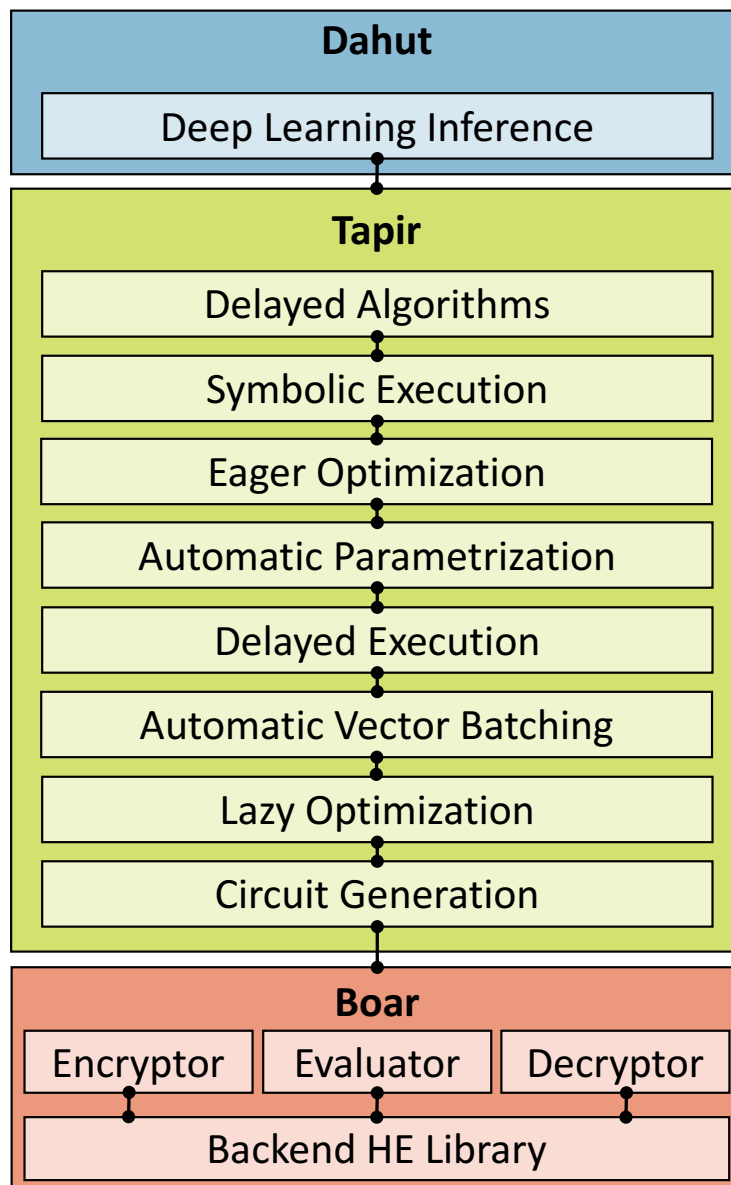 Dahut
Deep Learning Inference
Tapir
Delayed Algorithms
Symbolic Execution
Eager Optimization
Automatic Parametrization
Delayed Execution
Automatic Vector Batching
Lazy Optimization
Circuit Generation
Boar
Encryptor Evaluator Decryptor
Backend HE Library